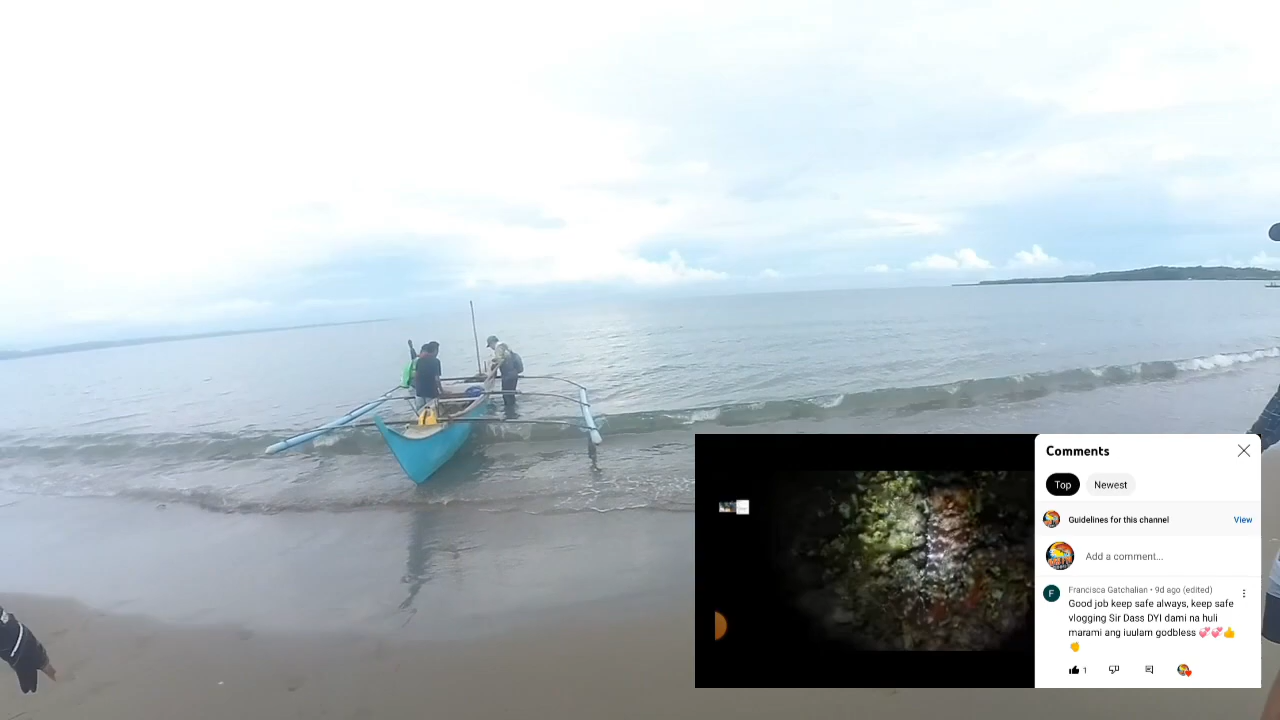 Comments
Top
Newest
Guidelines for this channel
View
Add a comment...
F
Francisca Gatchalian • 9d ago (edited)
Good job keep safe always, keep safe
vlogging Sir Dass DYI dami na huli
marami ang iuulam godbless 💞💞👍
👏
1